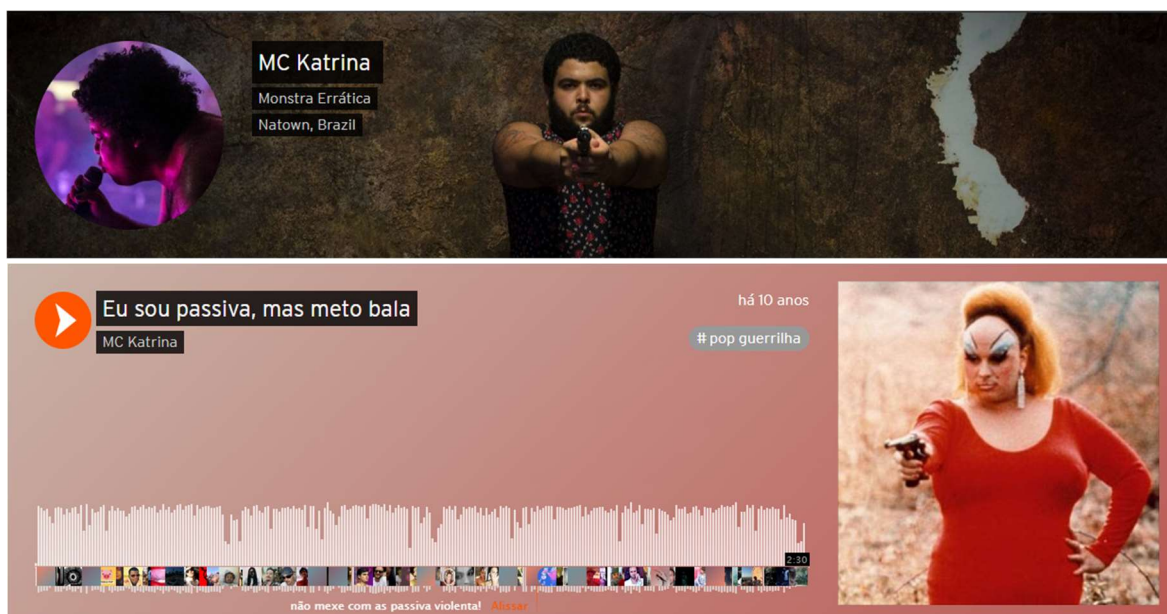 MC Katrina
Monstra Errática
Natown, Brazil
Eu sou passiva, mas meto bala
MC Katrina
há 10 anos
# pop guerrilha
2:30
não mexe com as passiva violenta! Alissar